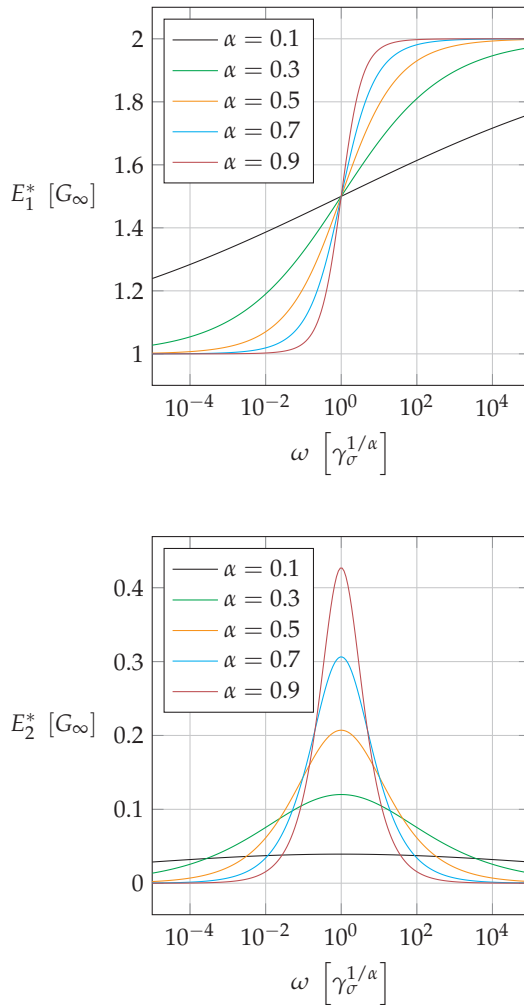 2
1.8
1.6
1.4
1.2
1
E₁* [G∞]
α = 0.1
α = 0.3
α = 0.5
α = 0.7
α = 0.9
10⁻⁴ 10⁻² 10⁰ 10² 10⁴
ω [γ_σ^{1/α}]
0.4
0.3
0.2
0.1
0
E₂* [G∞]
α = 0.1
α = 0.3
α = 0.5
α = 0.7
α = 0.9
10⁻⁴ 10⁻² 10⁰ 10² 10⁴
ω [γ_σ^{1/α}]